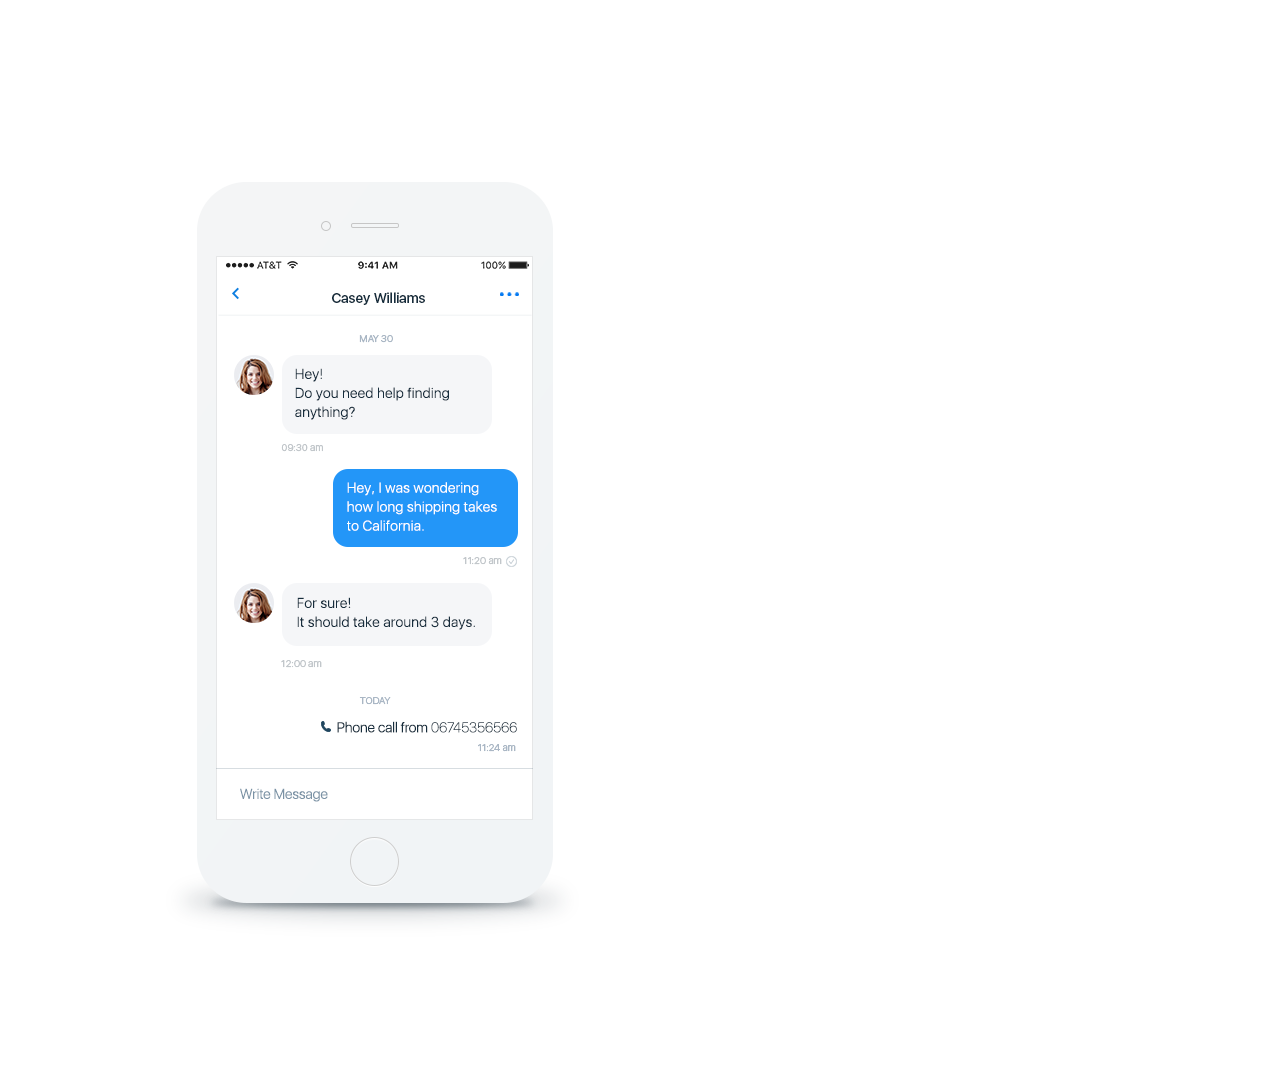 AT&T 9:41 AM 100%
Casey Williams
MAY 30
Hey!
Do you need help finding
anything?
09:30 am
Hey, I was wondering
how long shipping takes
to California.
11:20 am
For sure!
It should take around 3 days.
12:00 am
TODAY
Phone call from 06745356566
11:24 am
Write Message